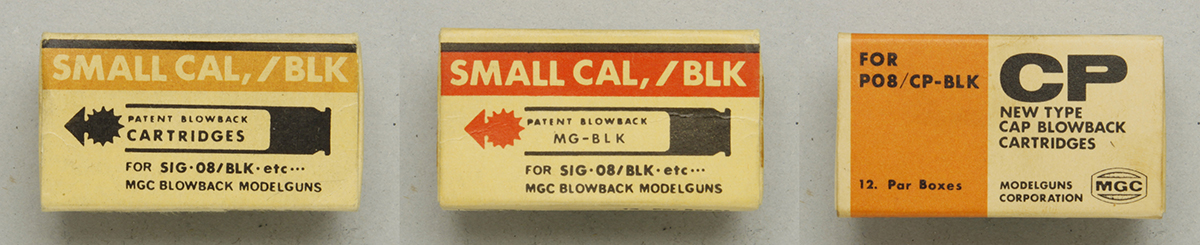 SMALL CAL,/BLK
PATENT BLOWBACK
CARTRIDGES
FOR SIG·08/BLK·etc···
MGC BLOWBACK MODELGUNS
SMALL CAL,/BLK
PATENT BLOWBACK
MG-BLK
FOR SIG·08/BLK·etc···
MGC BLOWBACK MODELGUNS
FOR
P08/CP-BLK
12. Par Boxes
CP
NEW TYPE
CAP BLOWBACK
CARTRIDGES
MODELGUNS
CORPORATION
MGC